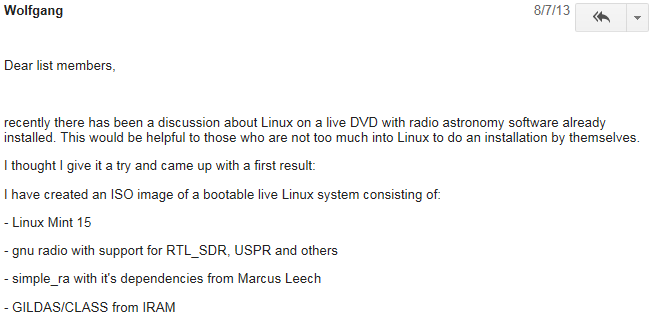 Wolfgang 8/7/13
Dear list members,
recently there has been a discussion about Linux on a live DVD with radio astronomy software already
installed. This would be helpful to those who are not too much into Linux to do an installation by themselves.
I thought I give it a try and came up with a first result:
I have created an ISO image of a bootable live Linux system consisting of:
- Linux Mint 15
- gnu radio with support for RTL_SDR, USPR and others
- simple_ra with it's dependencies from Marcus Leech
- GILDAS/CLASS from IRAM